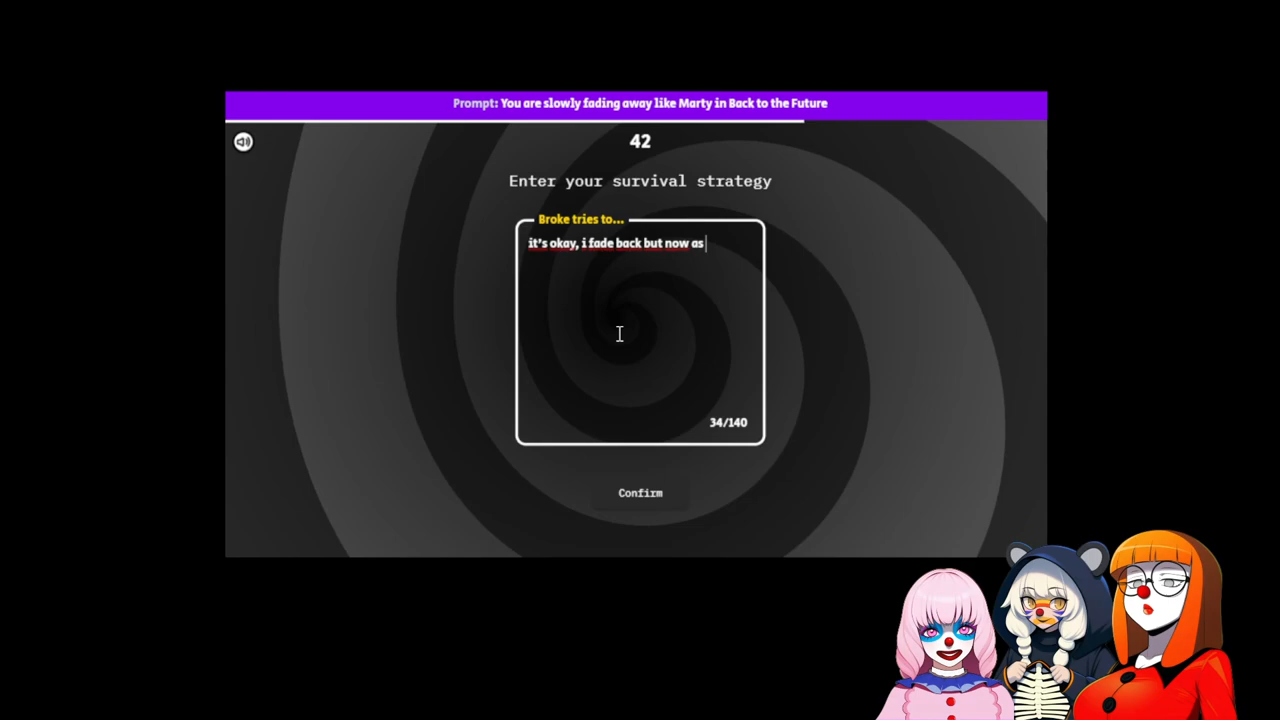 Prompt: You are slowly fading away like Marty in Back to the Future
42
Enter your survival strategy
Broke tries to...
it's okay, i fade back but now as
34/140
Confirm